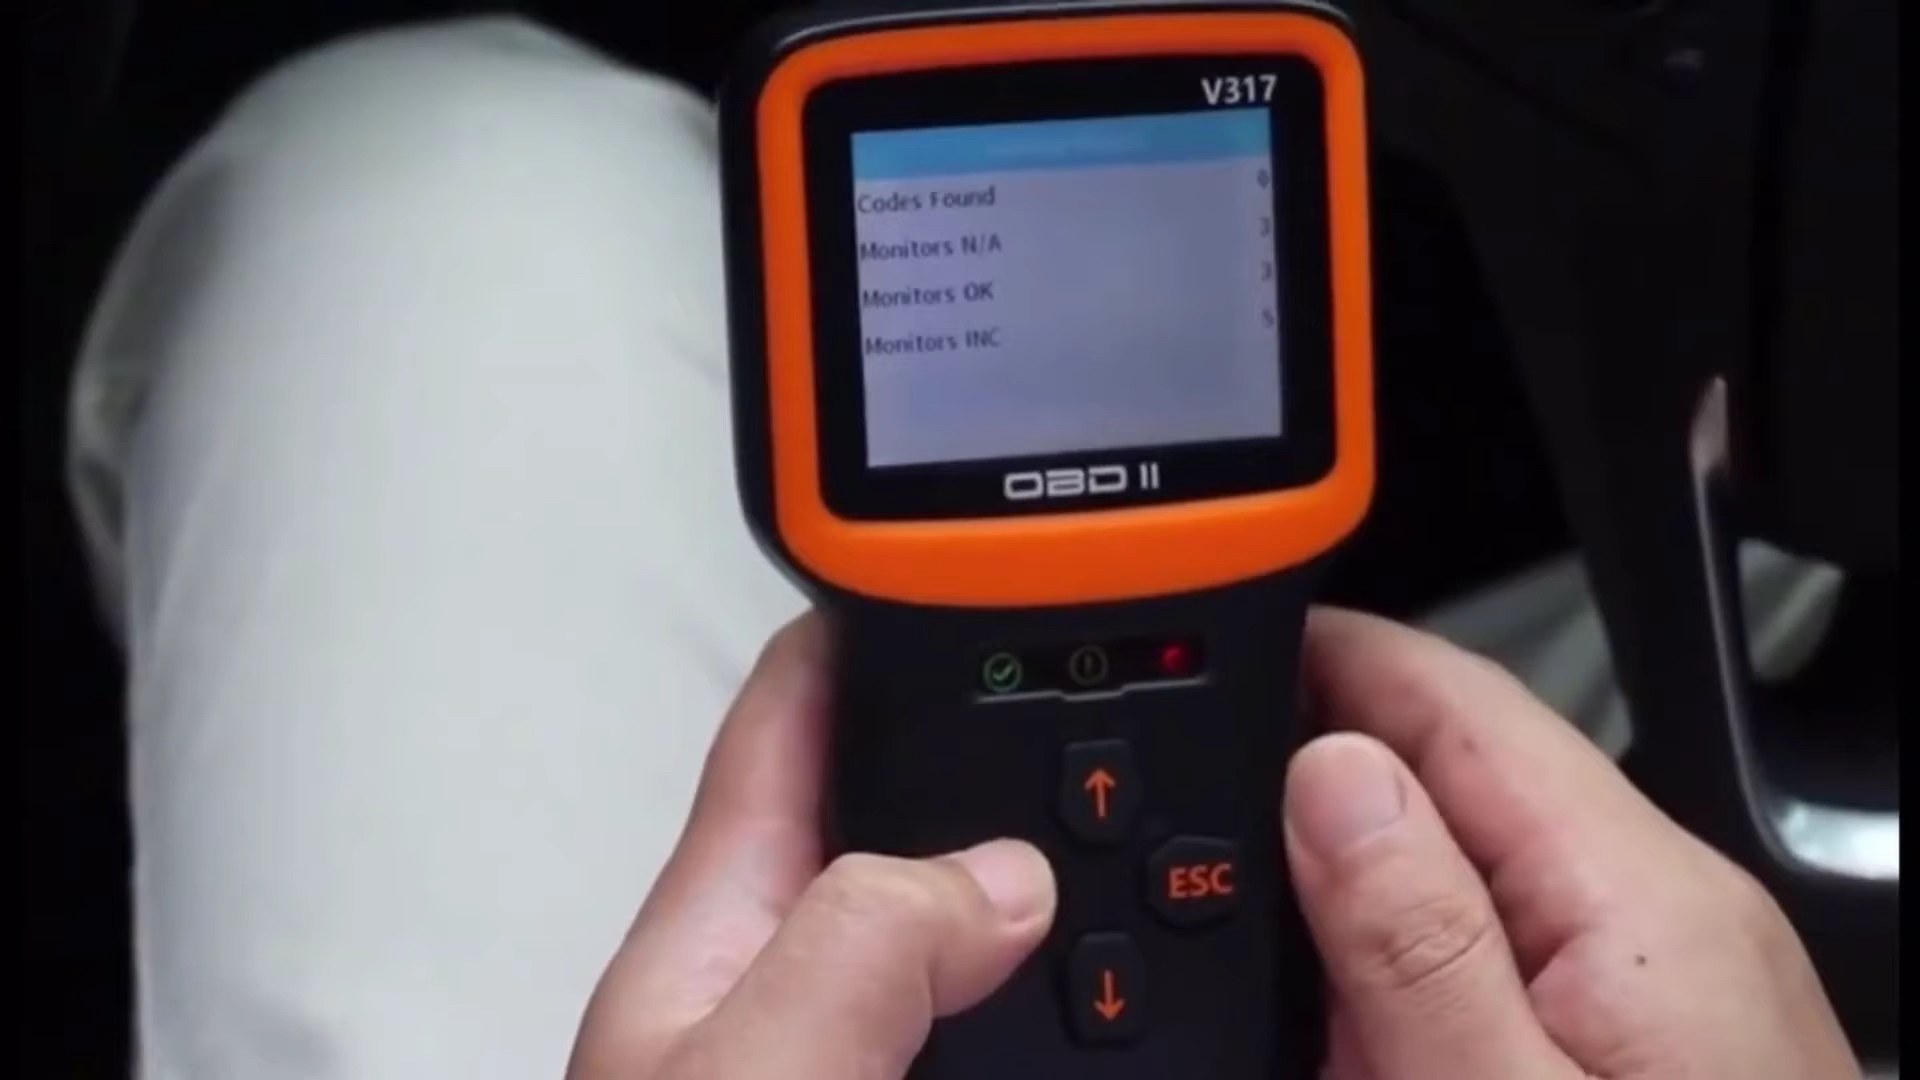 V317
Codes Found 0
Monitors N/A 3
Monitors OK 3
Monitors INC 5
OBD II
ESC